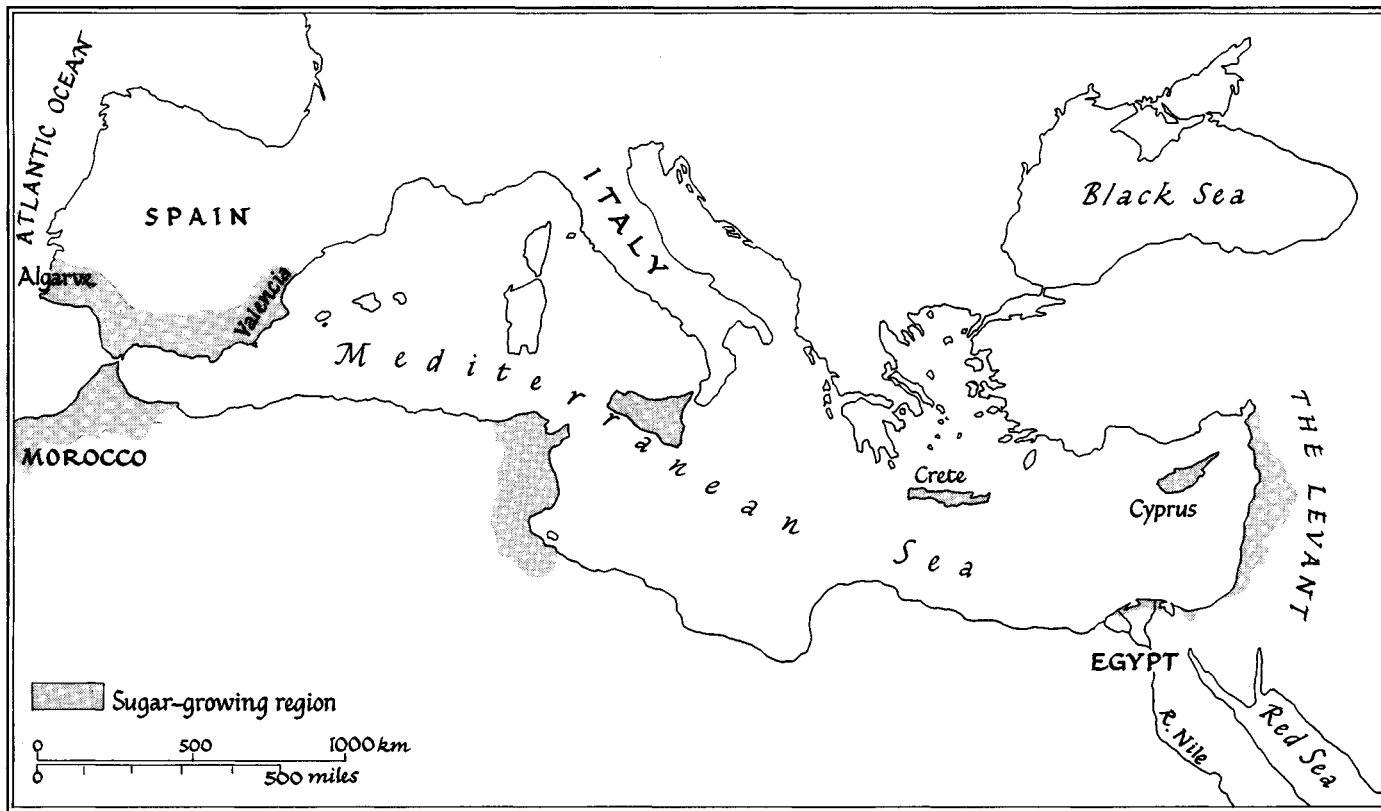 ATLANTIC OCEAN
SPAIN
Algarve
Valencia
ITALY
Black Sea
Mediterranean Sea
MOROCCO
Crete
Cyprus
THE LEVANT
EGYPT
R. Nile
Red Sea
Sugar-growing region
0 500 1000 km
0 500 miles